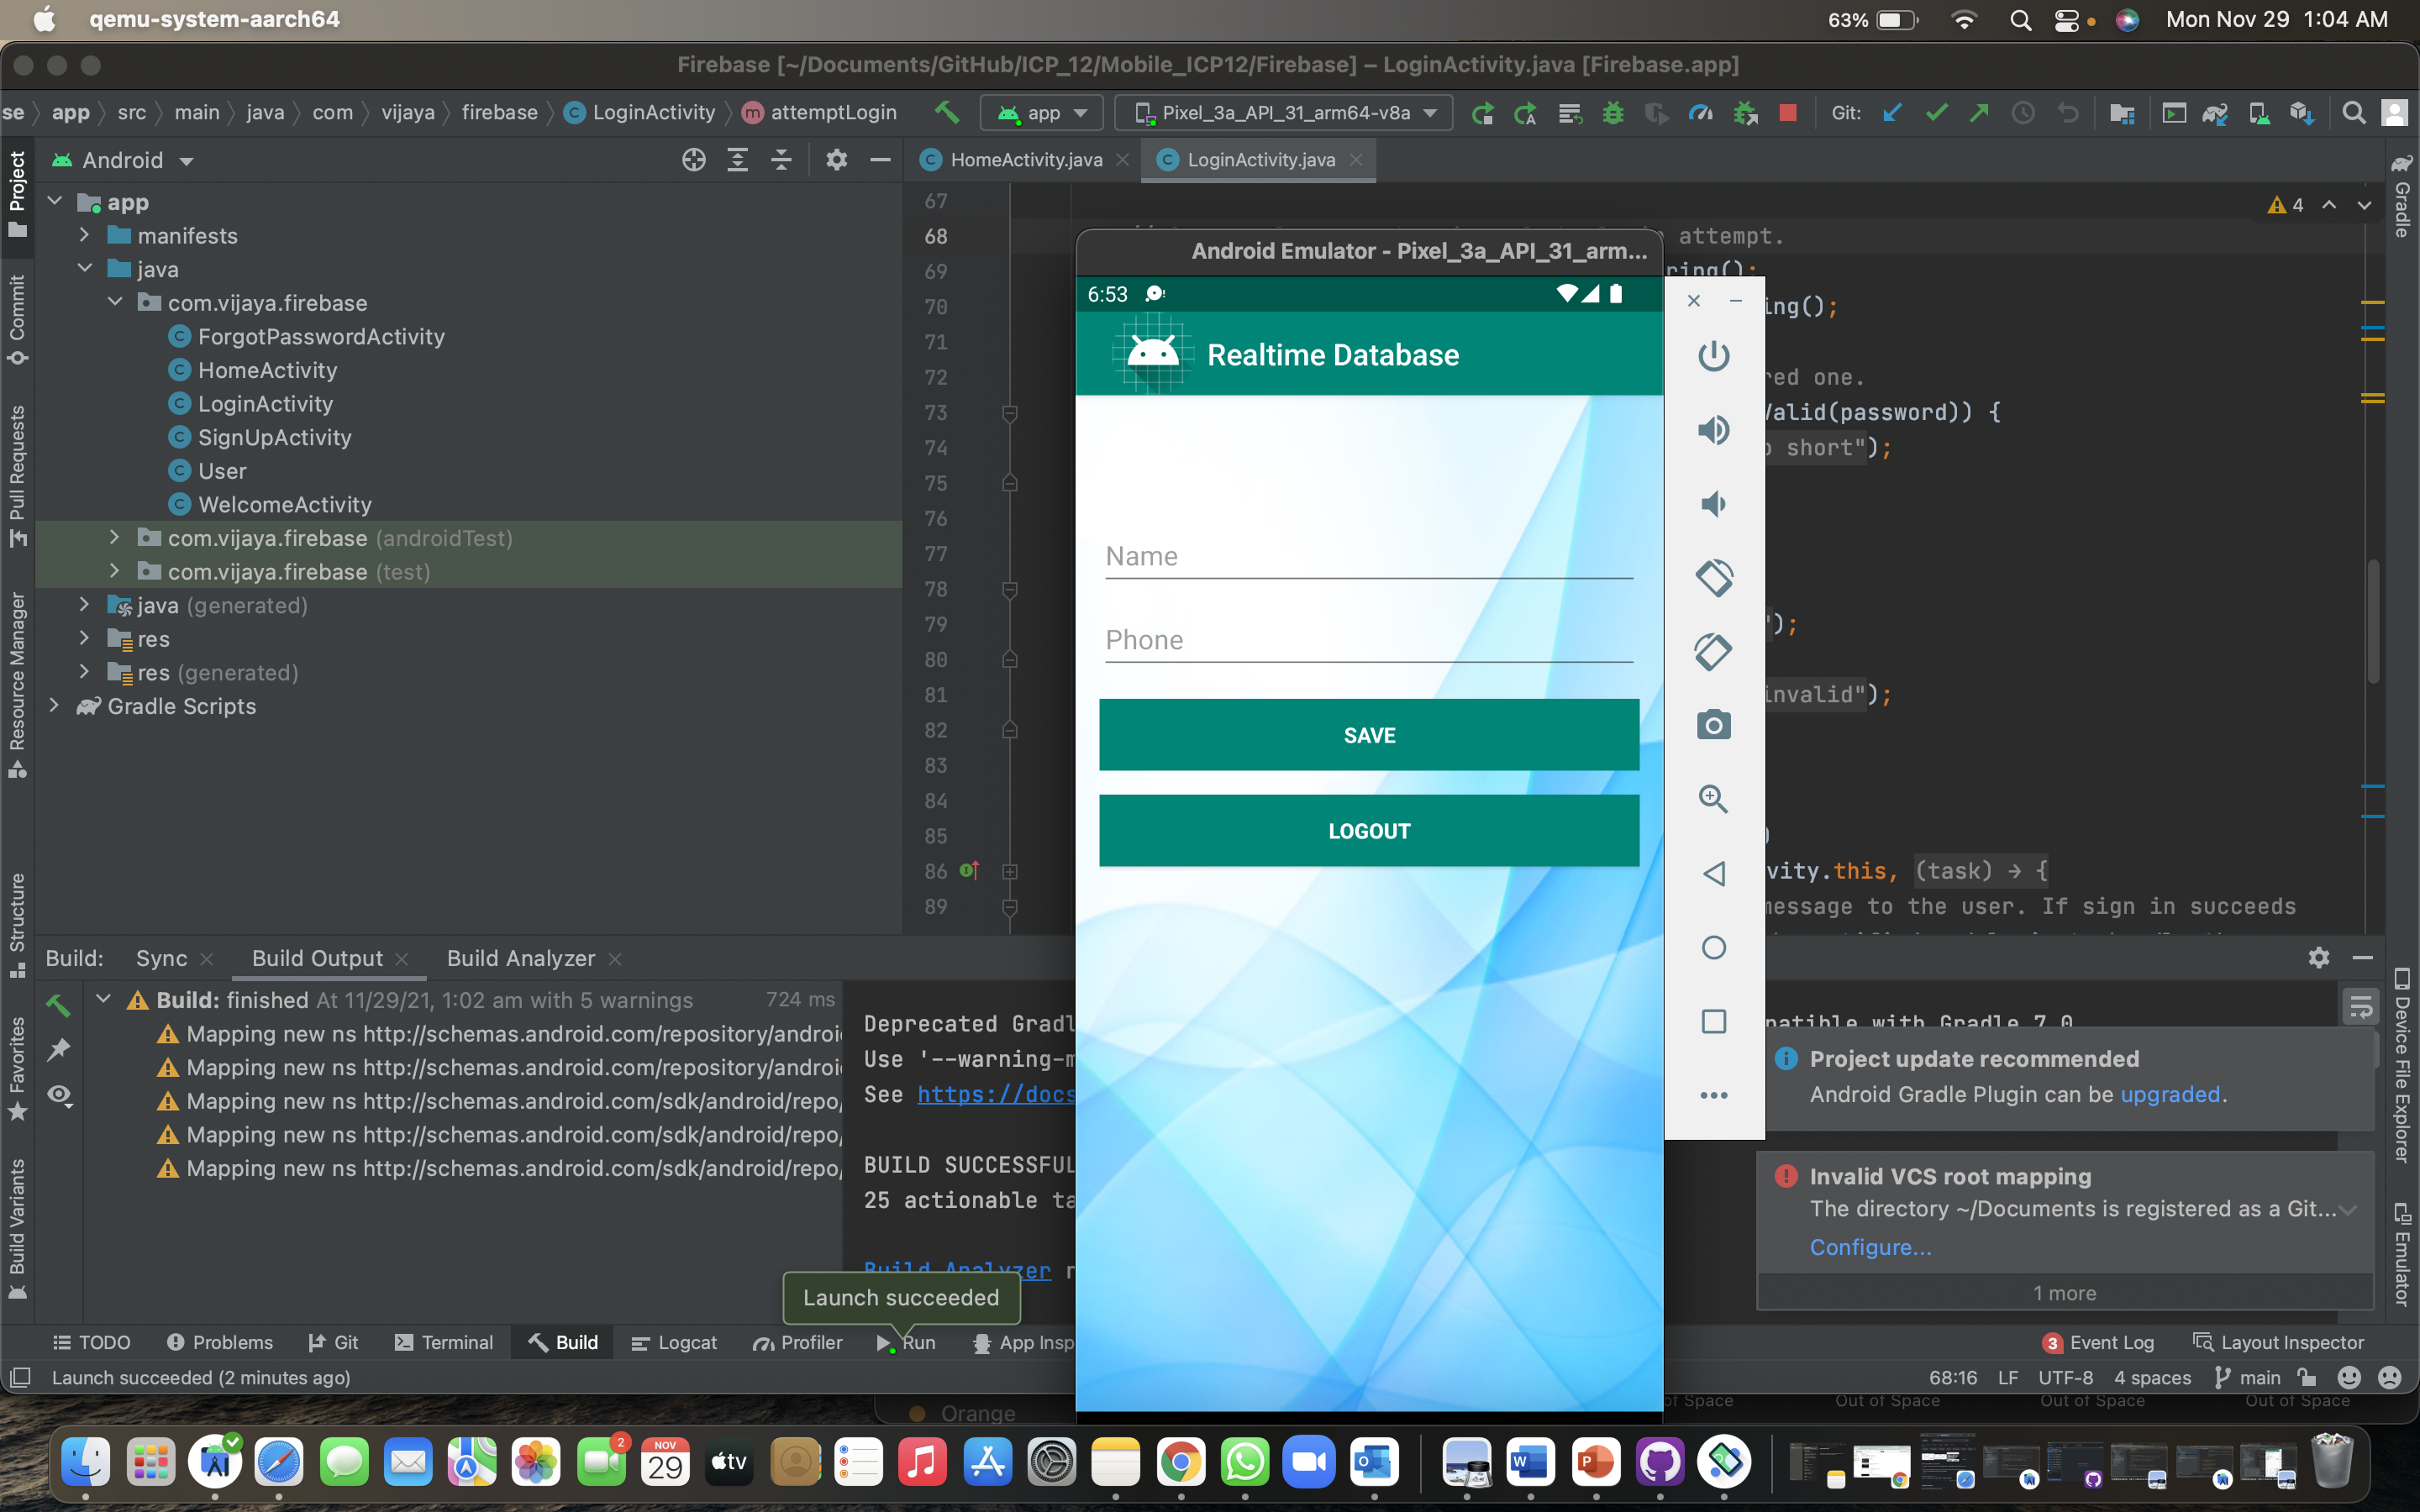 qemu-system-aarch64
63%
Mon Nov 29 1:04 AM
Firebase [~/Documents/GitHub/ICP_12/Mobile_ICP12/Firebase] – LoginActivity.java [Firebase.app]
se app src main java com vijaya firebase LoginActivity attemptLogin
app
Pixel_3a_API_31_arm64-v8a
Git:
Android
HomeActivity.java
LoginActivity.java
Project
Commit
Pull Requests
Resource Manager
Structure
Favorites
Build Variants
app
manifests
java
com.vijaya.firebase
ForgotPasswordActivity
HomeActivity
LoginActivity
SignUpActivity
User
WelcomeActivity
com.vijaya.firebase (androidTest)
com.vijaya.firebase (test)
java (generated)
res
res (generated)
Gradle Scripts
67
68 attempt.
69 ring();
70 ing();
71
72 red one.
73 Valid(password)) {
74 short");
75
76
77
78
79 ");
80
81 invalid");
82
83
84
85 )
86 vity.this, (task) → {
89 message to the user. If sign in succeeds
4
Android Emulator - Pixel_3a_API_31_arm...
6:53
Realtime Database
Name
Phone
SAVE
LOGOUT
Gradle
Device File Explorer
Emulator
Build:
Sync
Build Output
Build Analyzer
Build: finished At 11/29/21, 1:02 am with 5 warnings 724 ms
Mapping new ns http://schemas.android.com/repository/androi
Mapping new ns http://schemas.android.com/repository/androi
Mapping new ns http://schemas.android.com/sdk/android/repo/
Mapping new ns http://schemas.android.com/sdk/android/repo/
Mapping new ns http://schemas.android.com/sdk/android/repo/
Deprecated Gradl
patible with Gradle 7.0
Use '--warning-m
See https://docs
BUILD SUCCESSFUL
25 actionable ta
Build Analyzer r
Launch succeeded
Project update recommended
Android Gradle Plugin can be upgraded.
Invalid VCS root mapping
The directory ~/Documents is registered as a Git...
Configure...
1 more
TODO
Problems
Git
Terminal
Build
Logcat
Profiler
Run
App Insp
3 Event Log
Layout Inspector
Launch succeeded (2 minutes ago)
68:16 LF UTF-8 4 spaces main
Orange
of Space
Out of Space
Out of Space
Out of Space
2
NOV
29
tv